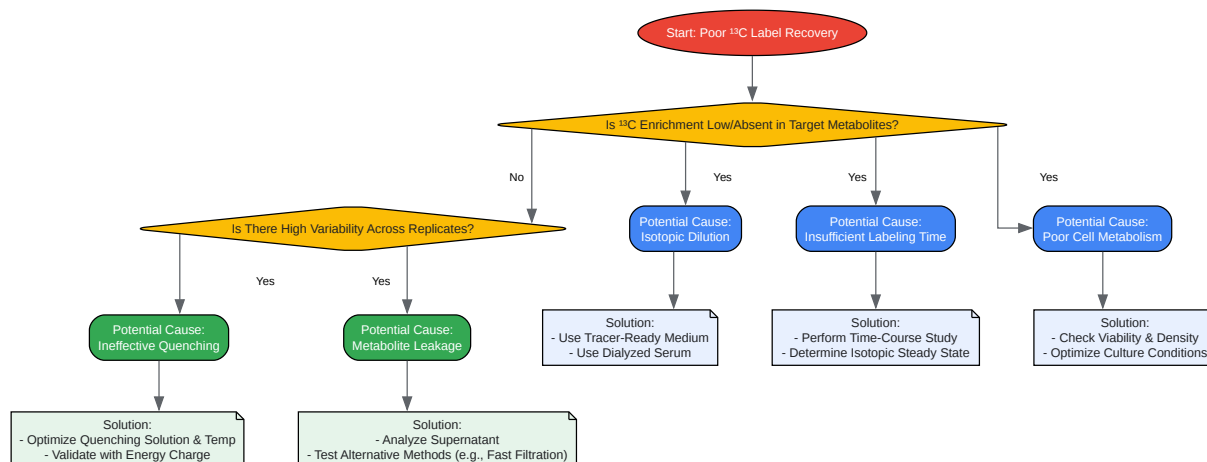 Start: Poor ¹³C Label Recovery
Is ¹³C Enrichment Low/Absent in Target Metabolites?
No
Yes
Yes
Yes
Is There High Variability Across Replicates?
Potential Cause:
Isotopic Dilution
Potential Cause:
Insufficient Labeling Time
Potential Cause:
Poor Cell Metabolism
Yes
Yes
Potential Cause:
Ineffective Quenching
Potential Cause:
Metabolite Leakage
Solution:
- Use Tracer-Ready Medium
- Use Dialyzed Serum
Solution:
- Perform Time-Course Study
- Determine Isotopic Steady State
Solution:
- Check Viability & Density
- Optimize Culture Conditions
Solution:
- Optimize Quenching Solution & Temp
- Validate with Energy Charge
Solution:
- Analyze Supernatant
- Test Alternative Methods (e.g., Fast Filtration)